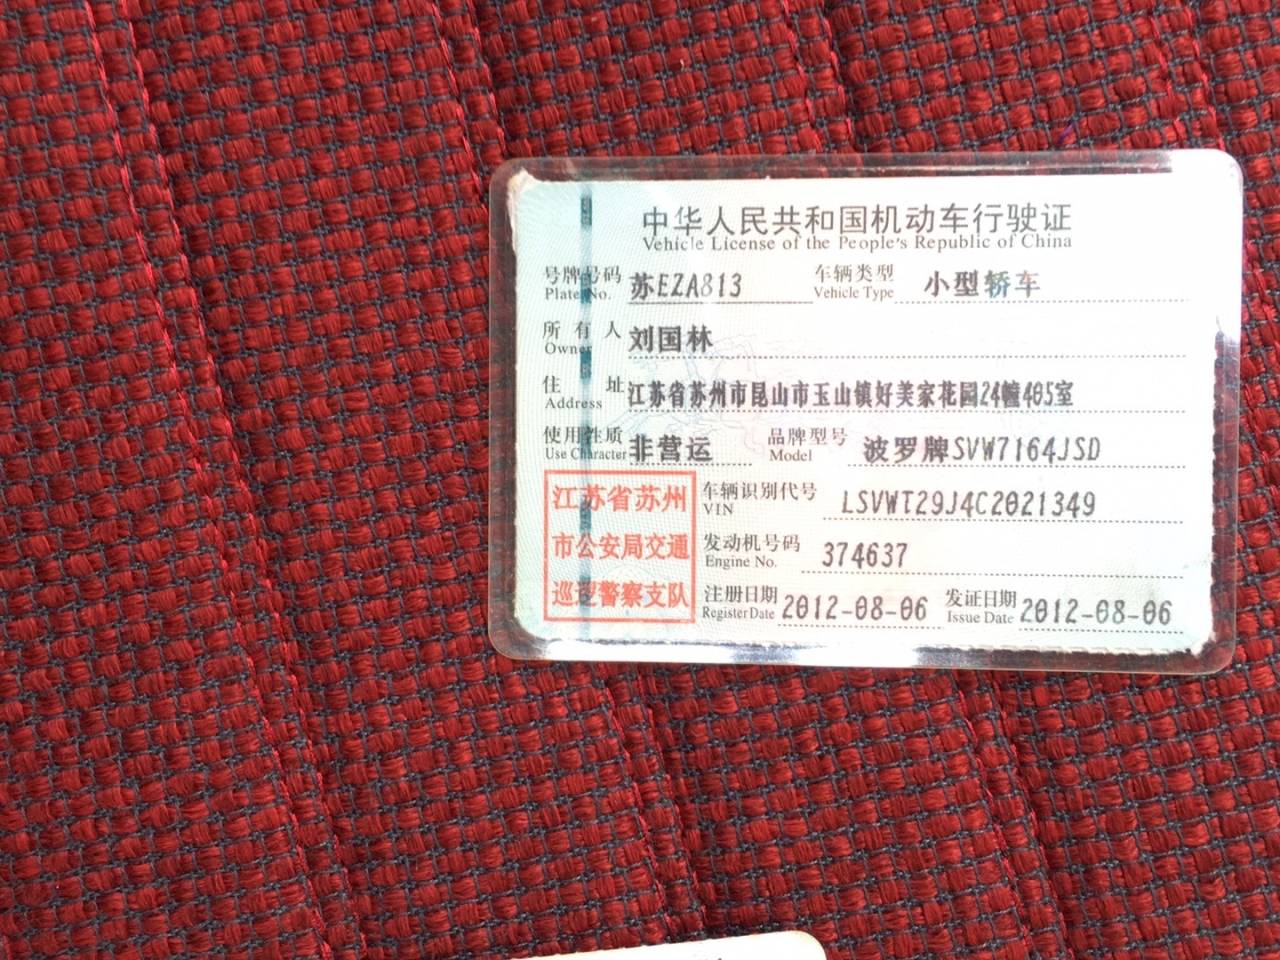 中华人民共和国机动车行驶证
Vehicle License of the People's Republic of China
号牌号码 苏EZA813 车辆类型 小型轿车
Plate No. Vehicle Type
所有人 刘国林
Owner
住址 江苏省苏州市昆山市玉山镇好美家花园24幢405室
Address
使用性质 非营运 品牌型号 波罗牌SVW7164JSD
Use Character Model
江苏省苏州
市公安局交通
巡逻警察支队
车辆识别代号 LSVWT29J4C2021349
VIN
发动机号码 374637
Engine No.
注册日期 2012-08-06 发证日期 2012-08-06
Register Date Issue Date